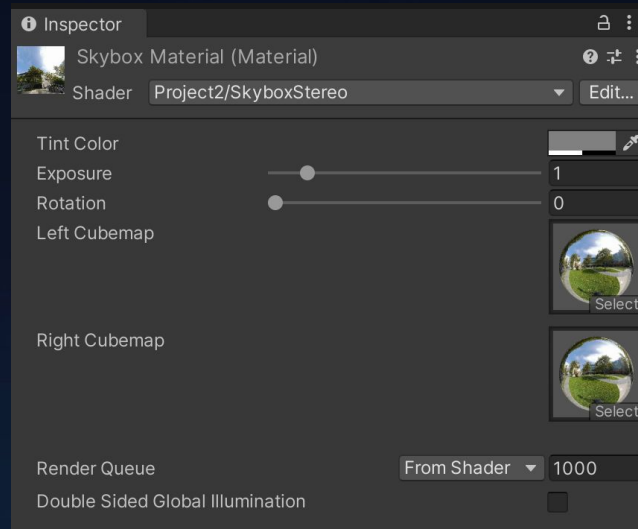 Inspector
Skybox Material (Material)
Shader Project2/SkyboxStereo Edit...
Tint Color
Exposure 1
Rotation 0
Left Cubemap
Select
Right Cubemap
Select
Render Queue From Shader 1000
Double Sided Global Illumination